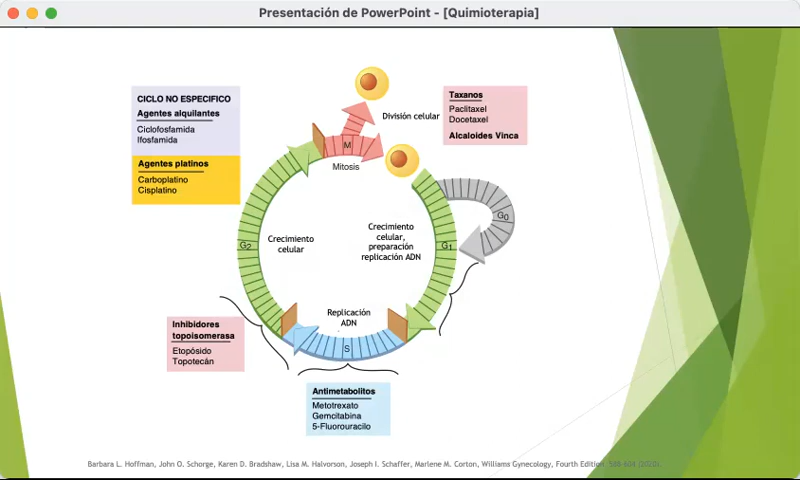 Presentación de PowerPoint - [Quimioterapia]
CICLO NO ESPECIFICO
Agentes alquilantes
Ciclofosfamida
Ifosfamida
Agentes platinos
Carboplatino
Cisplatino
División celular
Taxanos
Paclitaxel
Docetaxel
Alcaloides Vinca
M
Mitosis
G0
G2
Crecimiento
celular
Crecimiento
celular,
preparación
replicación ADN
G1
Replicación
ADN
S
Inhibidores
topoisomerasa
Etopósido
Topotecán
Antimetabolitos
Metotrexato
Gemcitabina
5-Fluorouracilo
Barbara L. Hoffman, John O. Schorge, Karen D. Bradshaw, Lisa M. Halvorson, Joseph I. Schaffer, Marlene M. Corton, Williams Gynecology, Fourth Edition (2020)